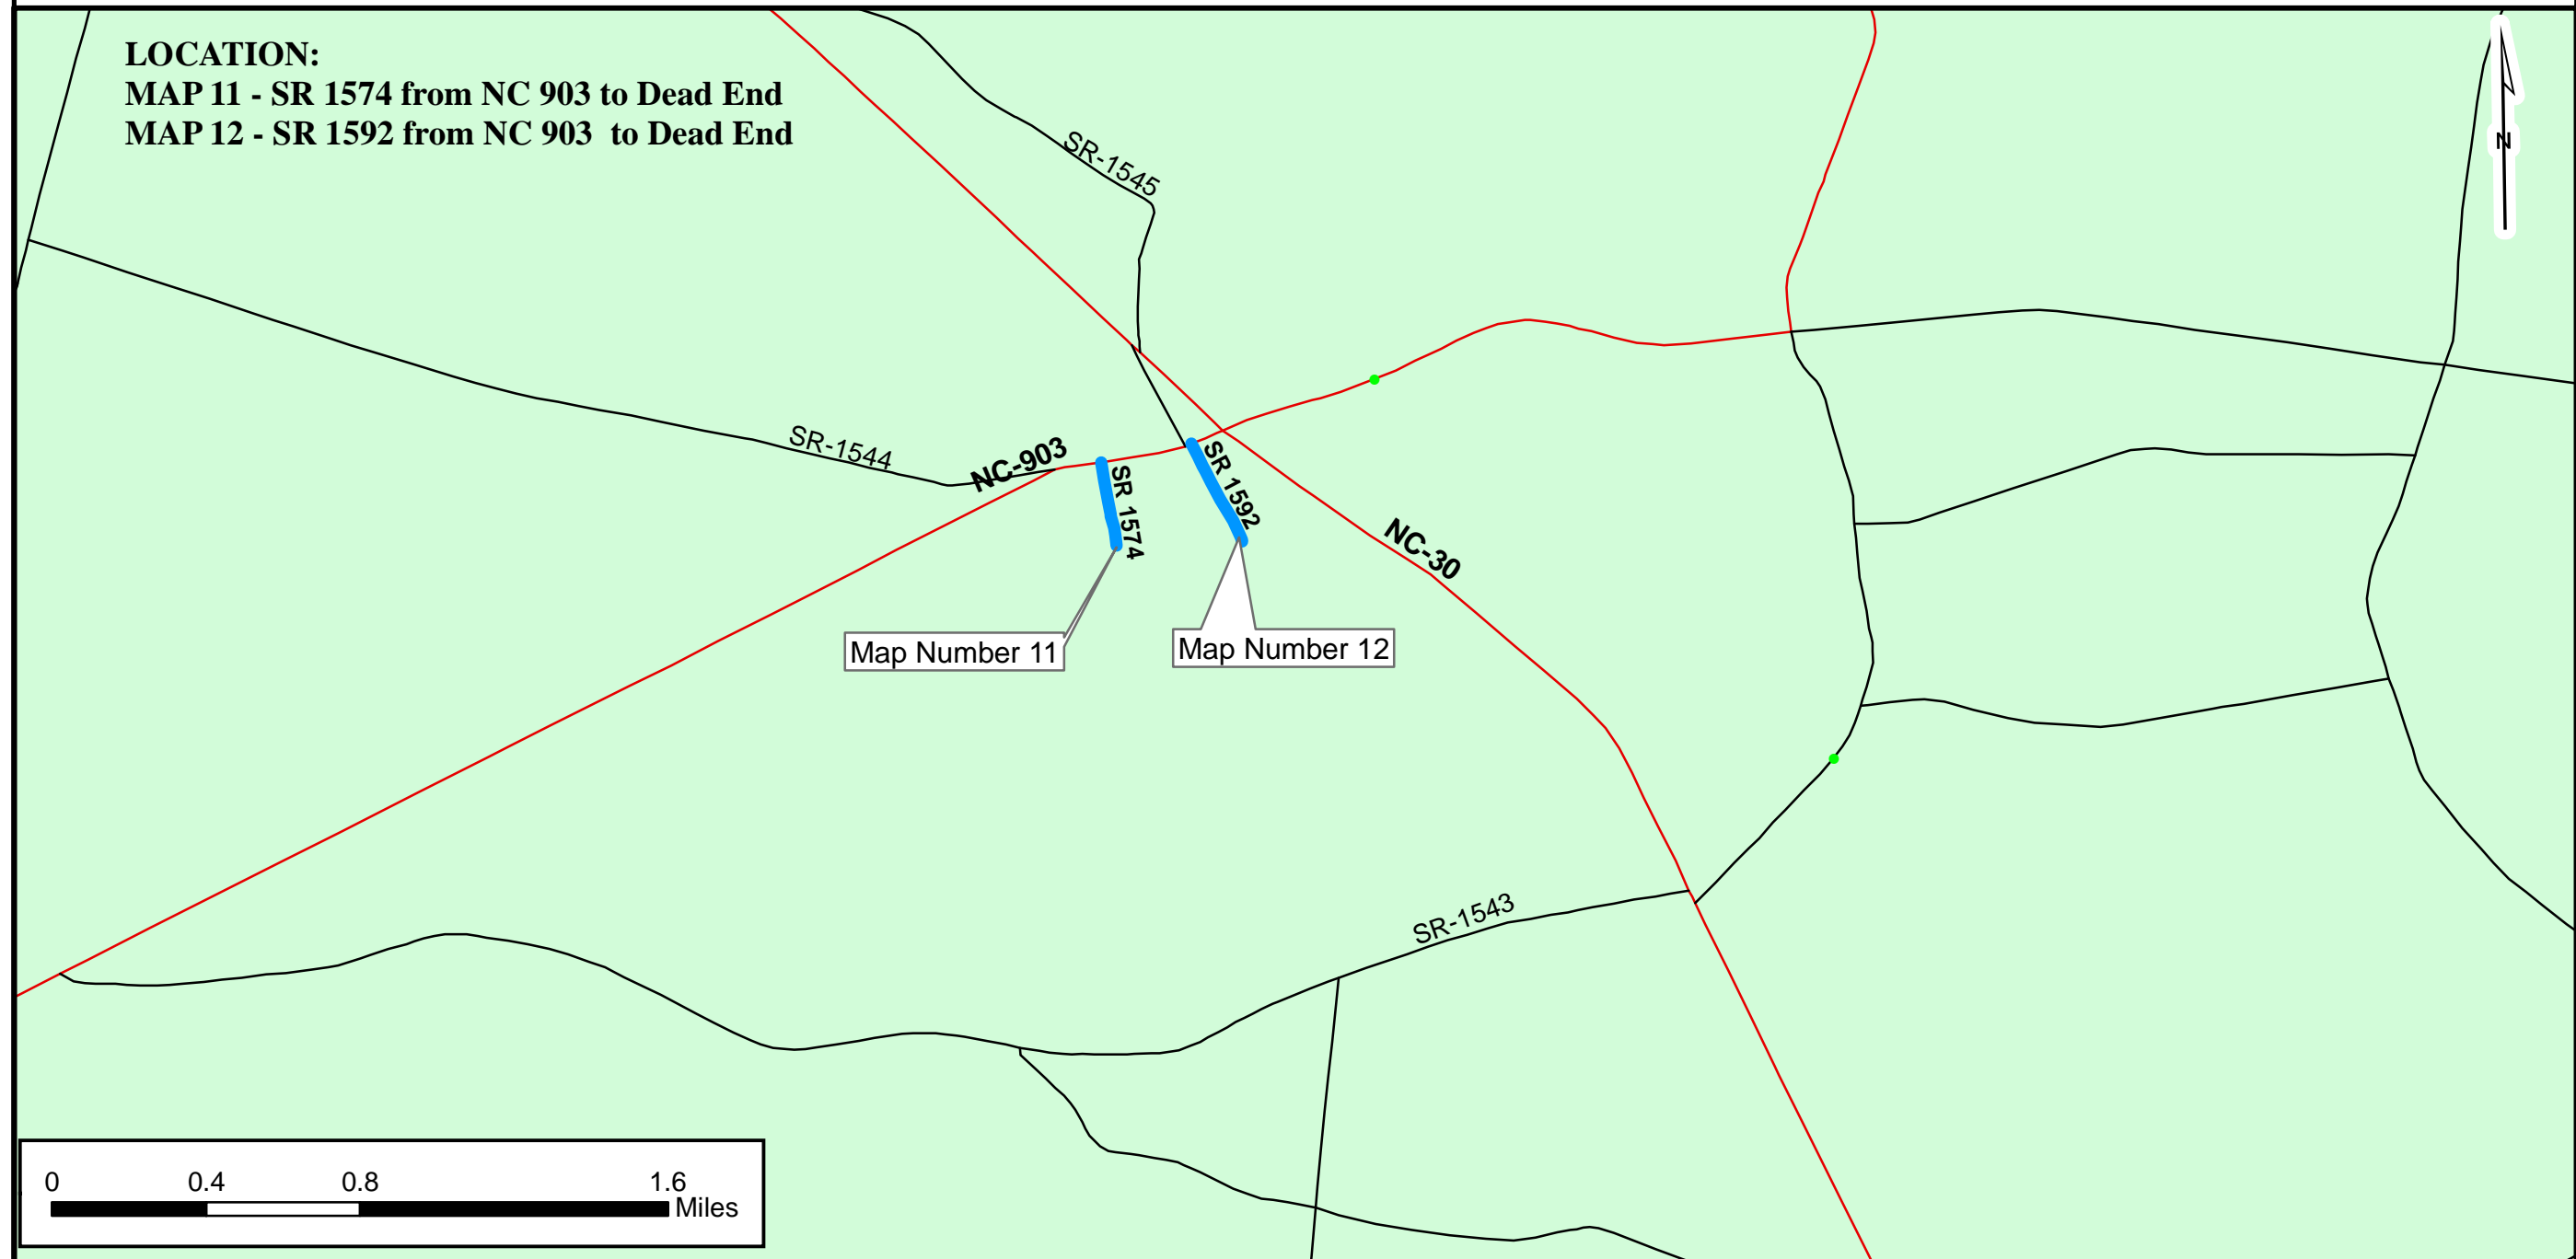 LOCATION:
MAP 11 - SR 1574 from NC 903 to Dead End
MAP 12 - SR 1592 from NC 903  to Dead End
N
SR-1545
SR-1544
NC-903
SR 1574
SR 1592
NC-30
Map Number 11
Map Number 12
SR-1543
0 0.4 0.8 1.6
Miles